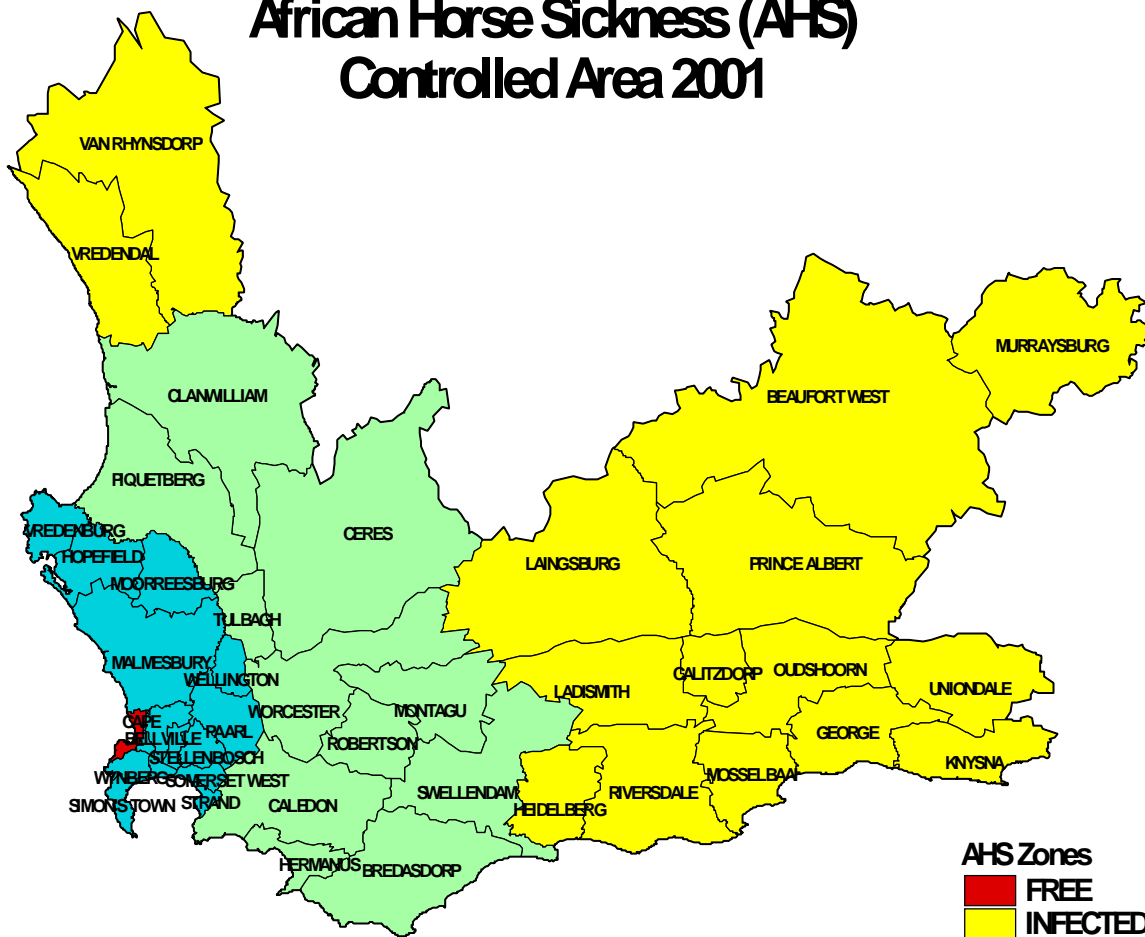 African Horse Sickness (AHS)
Controlled Area 2001
VAN RHYNSDORP
VREDENDAL
MURRAYSBURG
CLANWILLIAM
BEAUFORT WEST
PIQUETBERG
VREDENBURG
CERES
HOPEFIELD
LAINGSBURG
PRINCE ALBERT
MOORREESBURG
TULBAGH
MALMESBURY
WELLINGTON
CALITZDORP
OUDSHOORN
LADISMITH
UNIONDALE
WORCESTER
MONTAGU
CAPE
BELLVILLE
PAARL
ROBERTSON
GEORGE
STELLENBOSCH
KNYSNA
WYNBERG
SOMERSET WEST
MOSSELBAAI
SIMONSTOWN
STRAND
CALEDON
SWELLENDAM
RIVERSDALE
HEIDELBERG
HERMANUS
BREDASDORP
AHS Zones
FREE
INFECTED